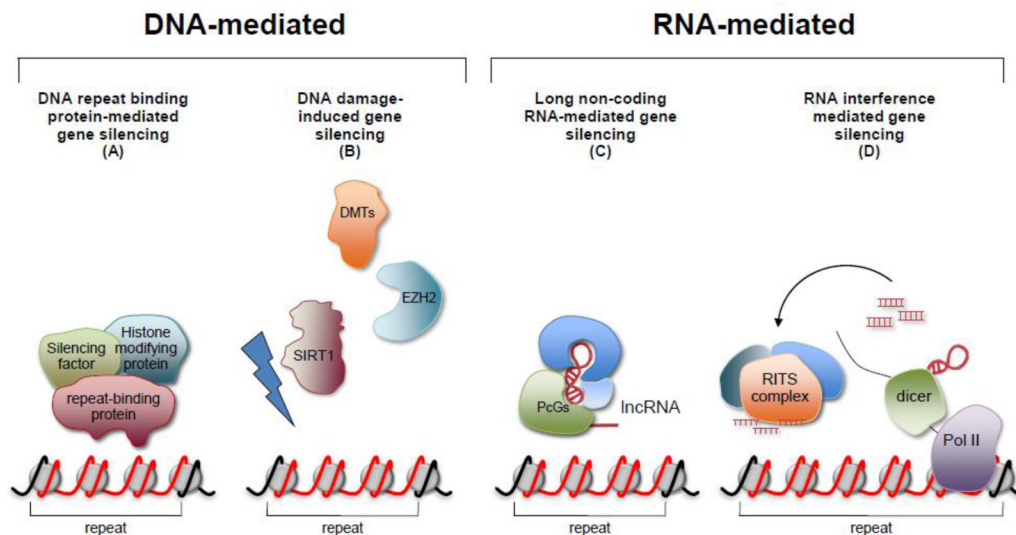 DNA-mediated
RNA-mediated
DNA repeat binding
protein-mediated
gene silencing
(A)
DNA damage-
induced gene
silencing
(B)
Long non-coding
RNA-mediated gene
silencing
(C)
RNA interference
mediated gene
silencing
(D)
Silencing
factor
Histone
modifying
protein
repeat-binding
protein
repeat
DMTs
EZH2
SIRT1
repeat
PcGs
lncRNA
repeat
RITS
complex
dicer
Pol II
repeat